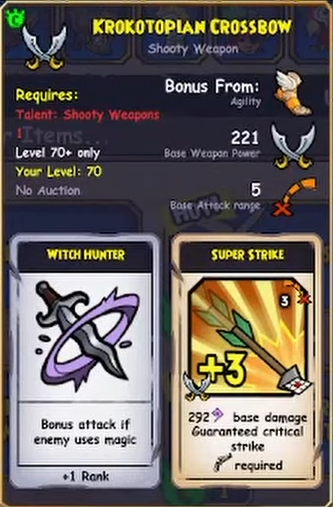 KROKOTOPIAN CROSSBOW
Shooty Weapon
Requires:
Talent: Shooty Weapons
1
Level 70+ only
Your Level: 70
No Auction
Bonus From:
Agility
221
Base Weapon Power
5
Base Attack range
r Items...
WITCH HUNTER
Bonus attack if
enemy uses magic
+1 Rank
SUPER STRIKE
3
+3
292 base damage
Guaranteed critical
strike
required